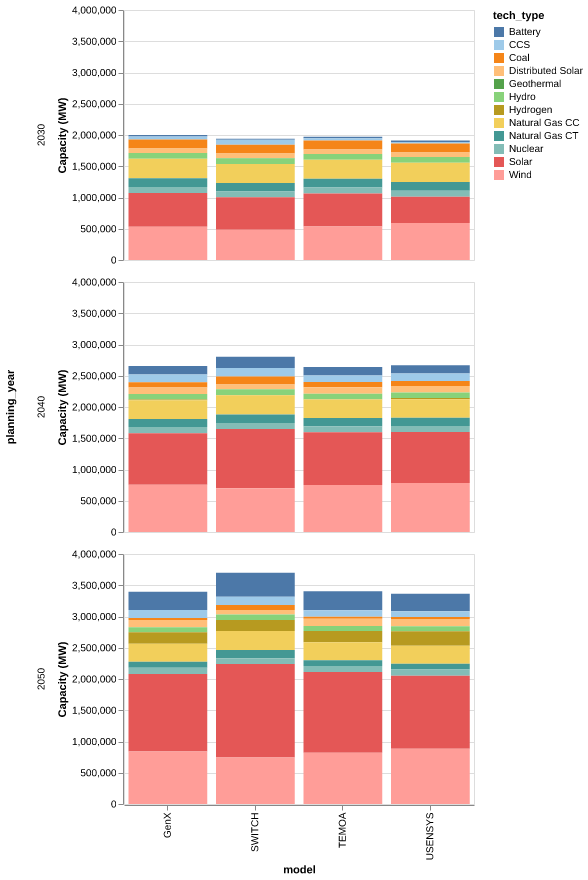 planning_year
2030
Capacity (MW)
4,000,000
3,500,000
3,000,000
2,500,000
2,000,000
1,500,000
1,000,000
500,000
0
tech_type
Battery
CCS
Coal
Distributed Solar
Geothermal
Hydro
Hydrogen
Natural Gas CC
Natural Gas CT
Nuclear
Solar
Wind
2040
Capacity (MW)
4,000,000
3,500,000
3,000,000
2,500,000
2,000,000
1,500,000
1,000,000
500,000
0
2050
Capacity (MW)
4,000,000
3,500,000
3,000,000
2,500,000
2,000,000
1,500,000
1,000,000
500,000
0
GenX
SWITCH
TEMOA
USENSYS
model